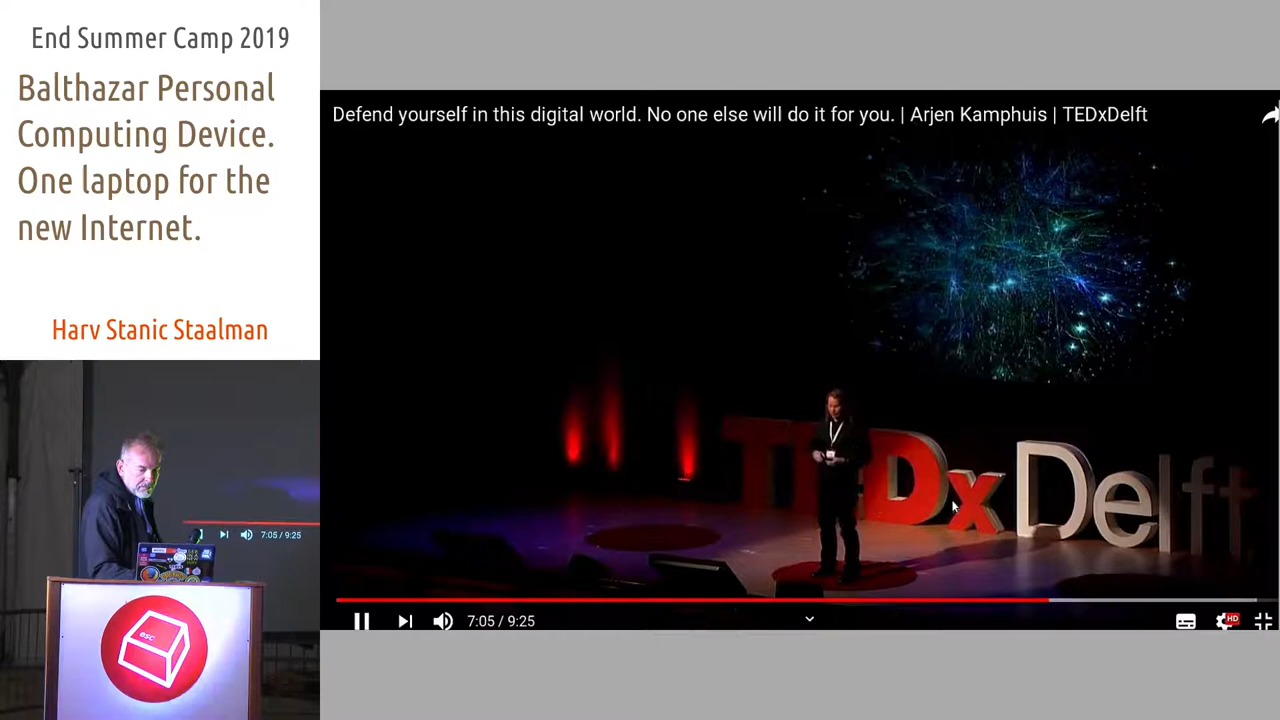 End Summer Camp 2019
Balthazar Personal
Computing Device.
One laptop for the
new Internet.
Harv Stanic Staalman
Defend yourself in this digital world. No one else will do it for you. | Arjen Kamphuis | TEDxDelft
TEDxDelft
7:05 / 9:25
HD
7:05 / 9:25
esc